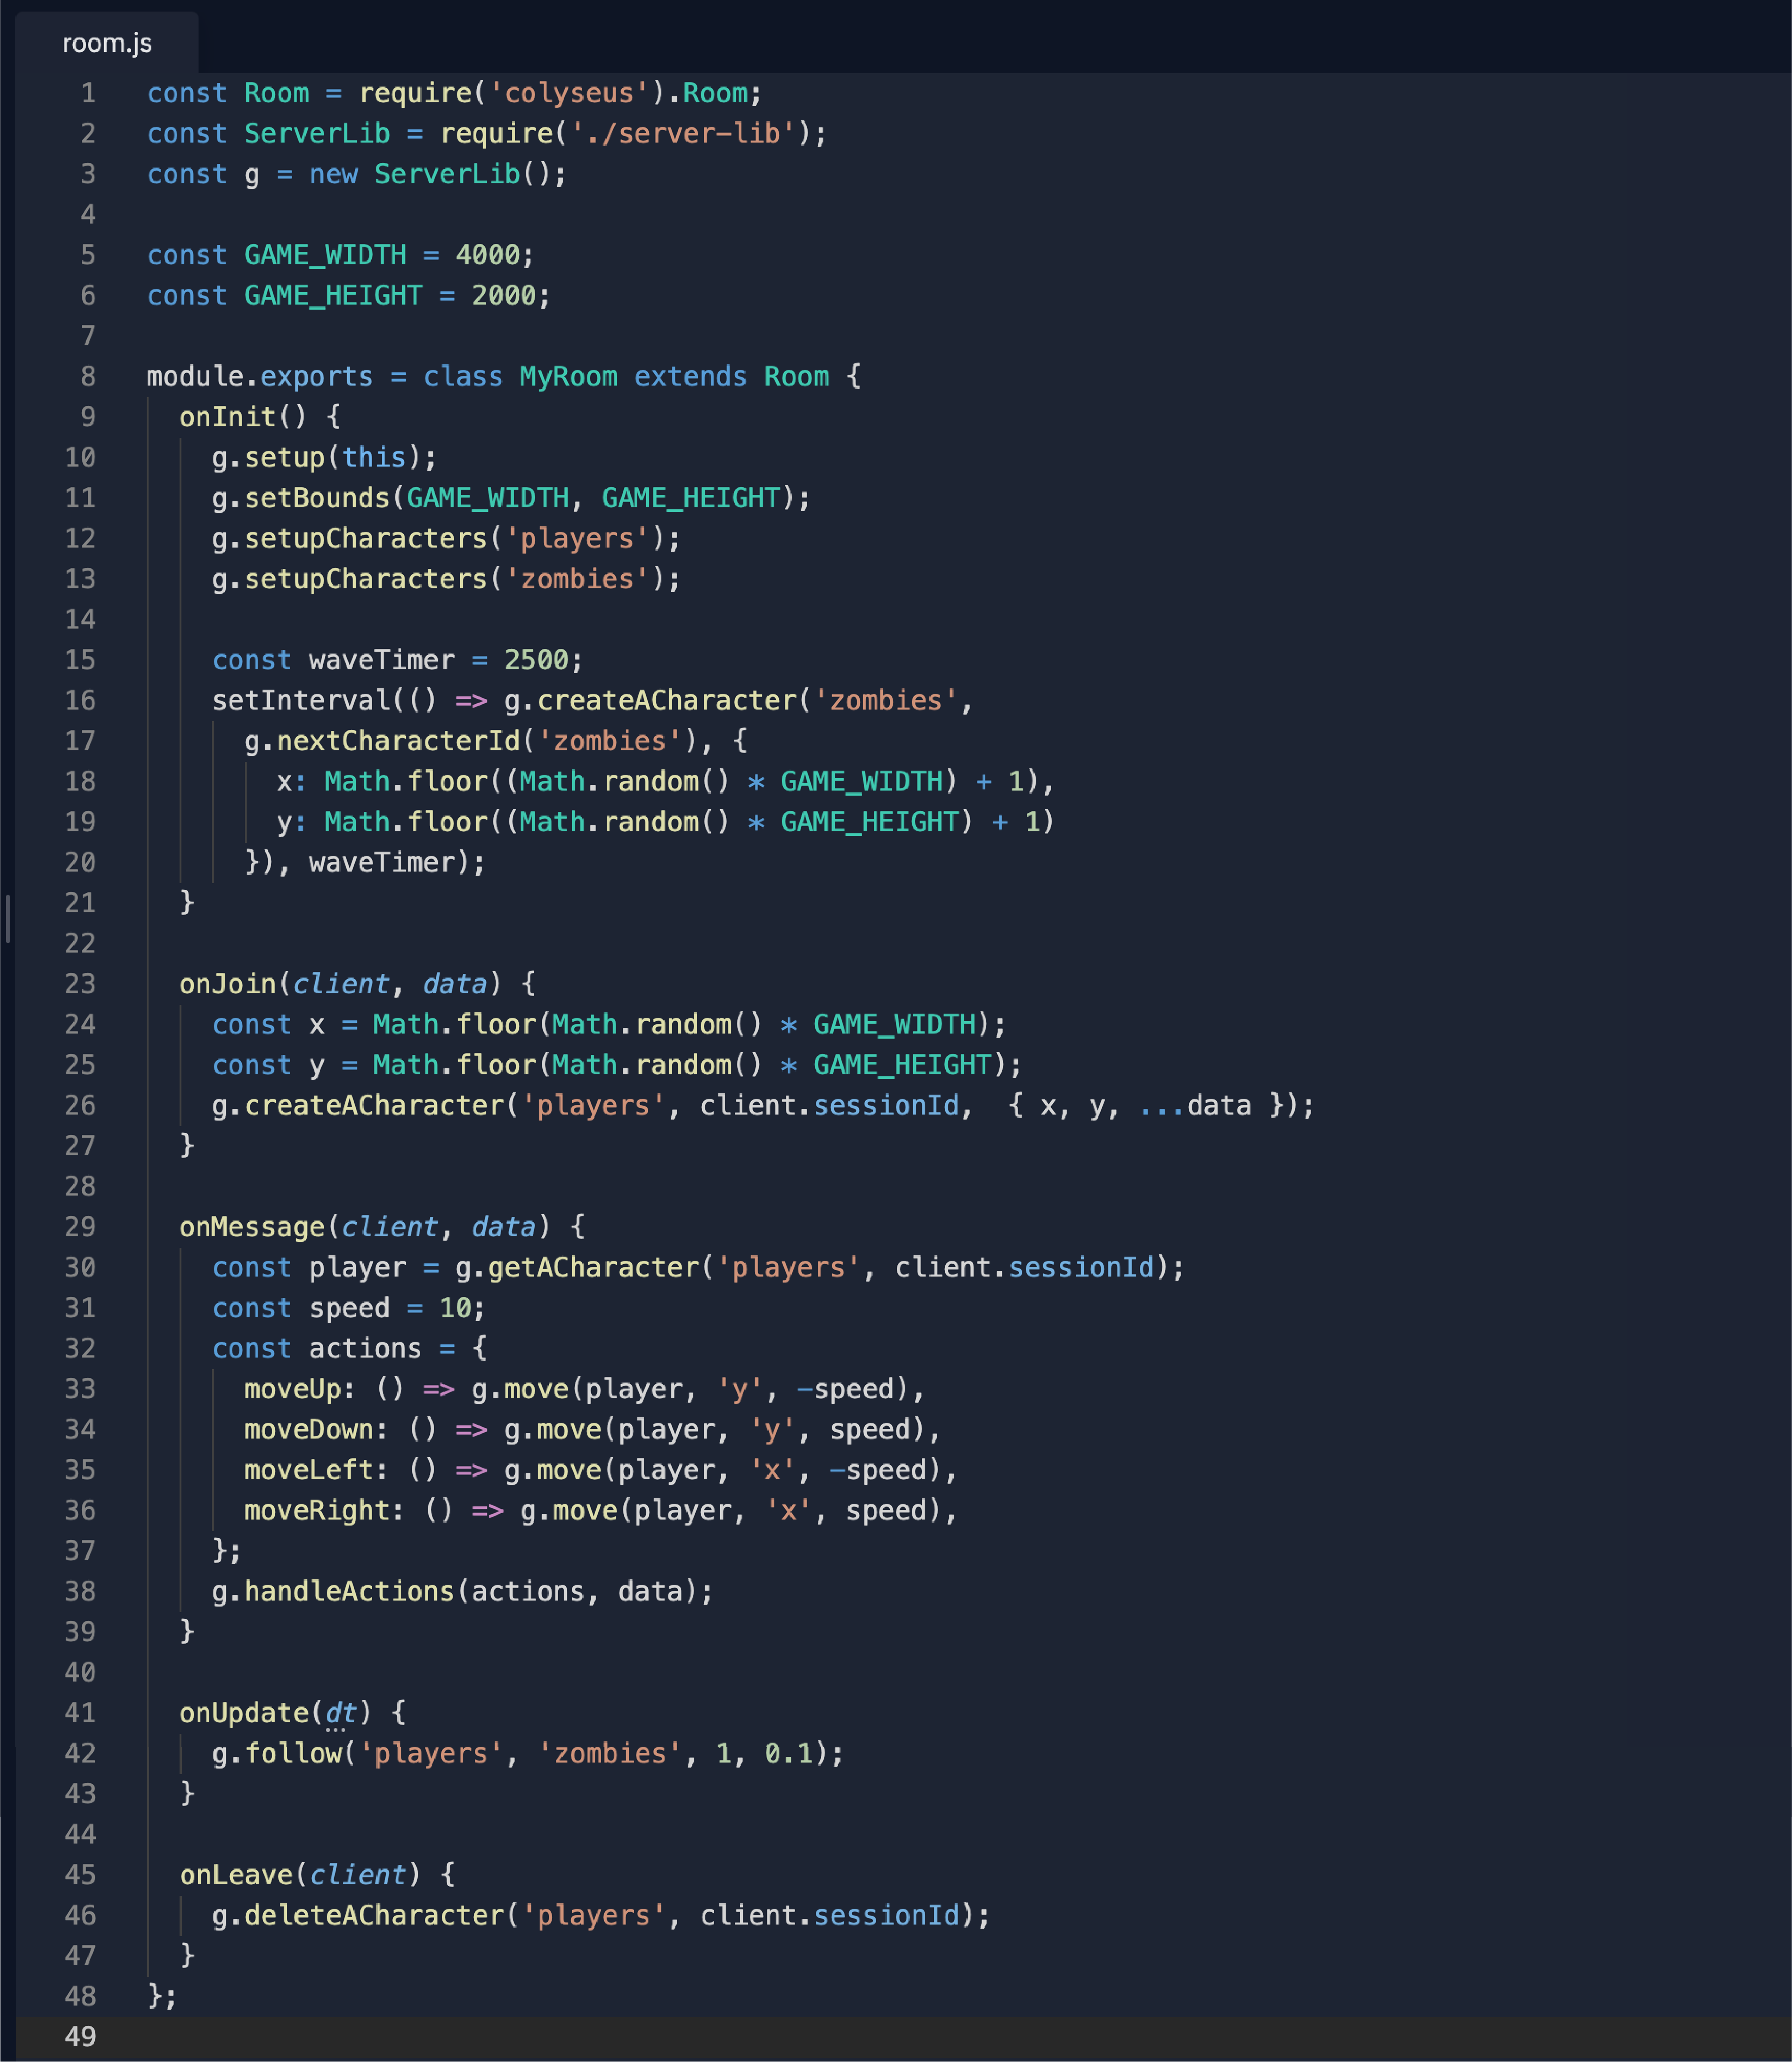 room.js
1 const Room = require('colyseus').Room;
2 const ServerLib = require('./server-lib');
3 const g = new ServerLib();
4
5 const GAME_WIDTH = 4000;
6 const GAME_HEIGHT = 2000;
7
8 module.exports = class MyRoom extends Room {
9   onInit() {
10     g.setup(this);
11     g.setBounds(GAME_WIDTH, GAME_HEIGHT);
12     g.setupCharacters('players');
13     g.setupCharacters('zombies');
14
15     const waveTimer = 2500;
16     setInterval(() => g.createACharacter('zombies',
17       g.nextCharacterId('zombies'), {
18         x: Math.floor((Math.random() * GAME_WIDTH) + 1),
19         y: Math.floor((Math.random() * GAME_HEIGHT) + 1)
20       }), waveTimer);
21   }
22
23   onJoin(client, data) {
24     const x = Math.floor(Math.random() * GAME_WIDTH);
25     const y = Math.floor(Math.random() * GAME_HEIGHT);
26     g.createACharacter('players', client.sessionId,  { x, y, ...data });
27   }
28
29   onMessage(client, data) {
30     const player = g.getACharacter('players', client.sessionId);
31     const speed = 10;
32     const actions = {
33       moveUp: () => g.move(player, 'y', -speed),
34       moveDown: () => g.move(player, 'y', speed),
35       moveLeft: () => g.move(player, 'x', -speed),
36       moveRight: () => g.move(player, 'x', speed),
37     };
38     g.handleActions(actions, data);
39   }
40
41   onUpdate(dt) {
42     g.follow('players', 'zombies', 1, 0.1);
43   }
44
45   onLeave(client) {
46     g.deleteACharacter('players', client.sessionId);
47   }
48 };
49